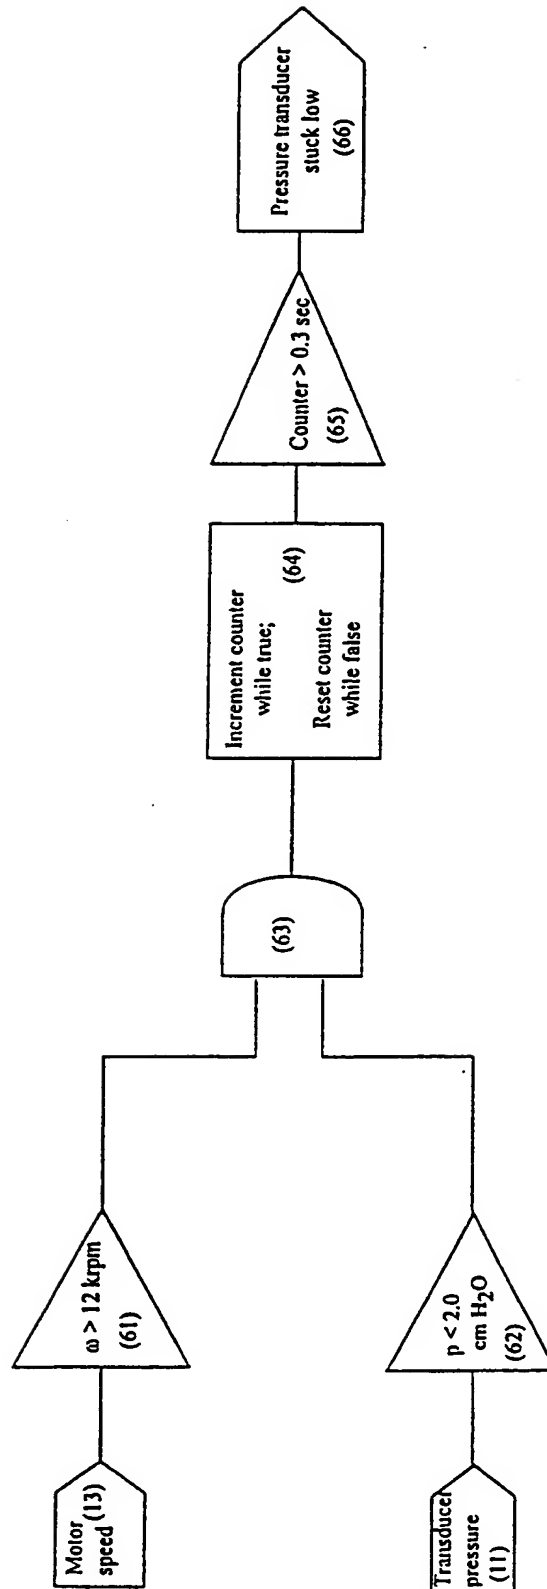 Motor
speed (13)
ω > 12 krpm
(61)
Transducer
pressure
(11)
p < 2.0
cm H₂O
(62)
(63)
Increment counter
while true;
(64)
Reset counter
while false
Counter > 0.3 sec
(65)
Pressure transducer
stuck low
(66)